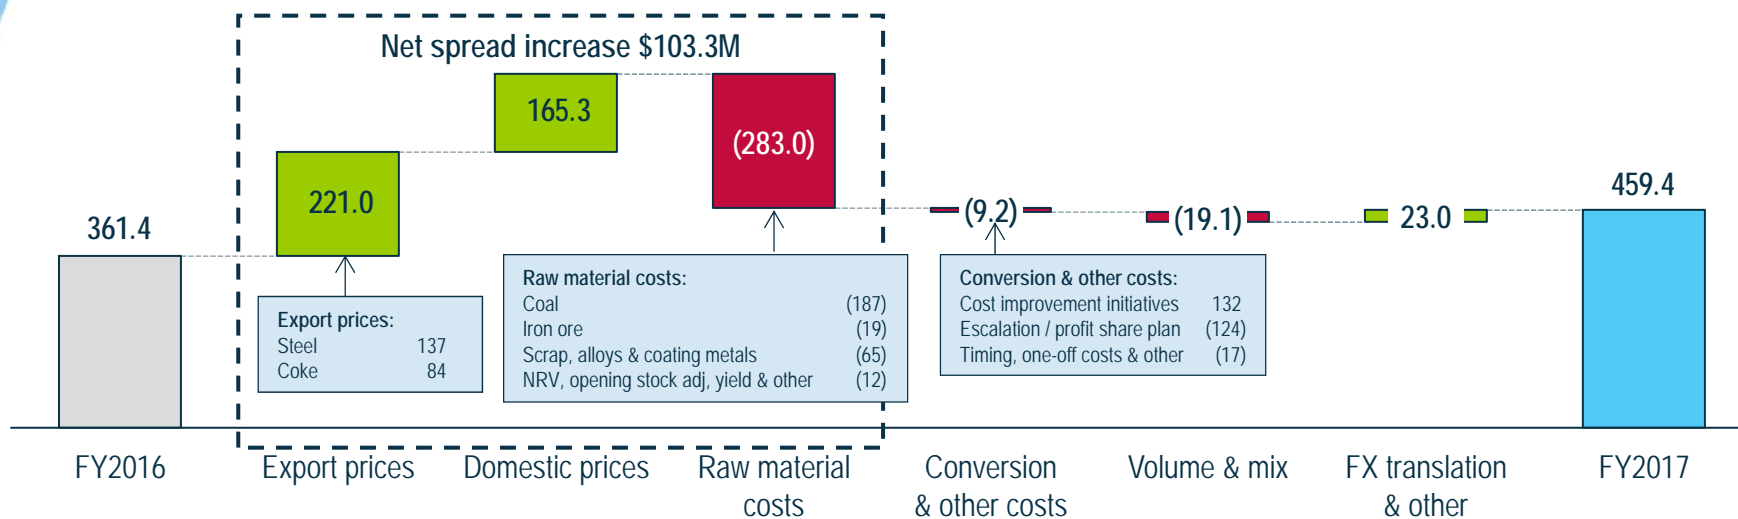 Net spread increase $103.3M
361.4
221.0
165.3
(283.0)
(9.2)
(19.1)
23.0
459.4
Export prices:
Steel 137
Coke 84
Raw material costs:
Coal (187)
Iron ore (19)
Scrap, alloys & coating metals (65)
NRV, opening stock adj, yield & other (12)
Conversion & other costs:
Cost improvement initiatives 132
Escalation / profit share plan (124)
Timing, one-off costs & other (17)
FY2016
Export prices
Domestic prices
Raw material
costs
Conversion
& other costs
Volume & mix
FX translation
& other
FY2017